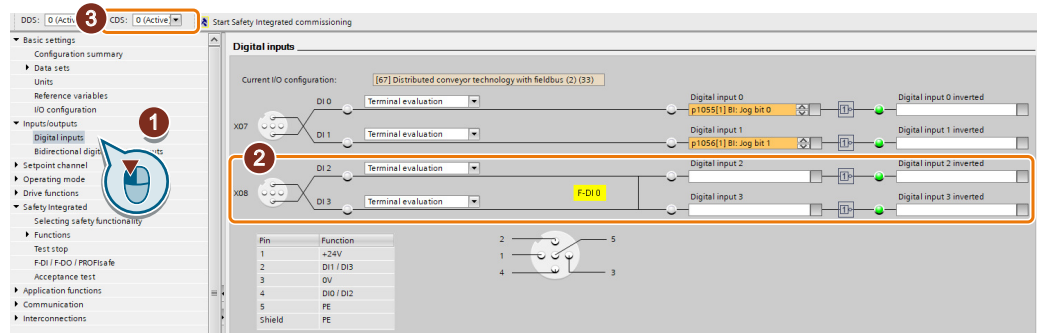 DDS: 0 (Activ 3 CDS: 0 (Active) Start Safety Integrated commissioning
Basic settings
Configuration summary
Data sets
Units
Reference variables
I/O configuration
Inputs/outputs
Digital inputs
Bidirectional digit
Setpoint channel
Operating mode
Drive functions
Safety Integrated
Selecting safety functionality
Functions
Test stop
F-DI / F-DO / PROFIsafe
Acceptance test
Application functions
Communication
Interconnections
1
Digital inputs
Current I/O configuration: [67] Distributed conveyor technology with fieldbus (2) (33)
DI 0 Terminal evaluation Digital input 0 Digital input 0 inverted
p1055[1] BI: Jog bit 0 1
X07
DI 1 Terminal evaluation Digital input 1 Digital input 1 inverted
p1056[1] BI: Jog bit 1 1
2
DI 2 Terminal evaluation Digital input 2 Digital input 2 inverted
1
X08 F-DI 0
DI 3 Terminal evaluation Digital input 3 Digital input 3 inverted
1
Pin Function
1 +24V
2 DI1 / DI3
3 0V
4 DI0 / DI2
5 PE
Shield PE
2 5
1
4 3